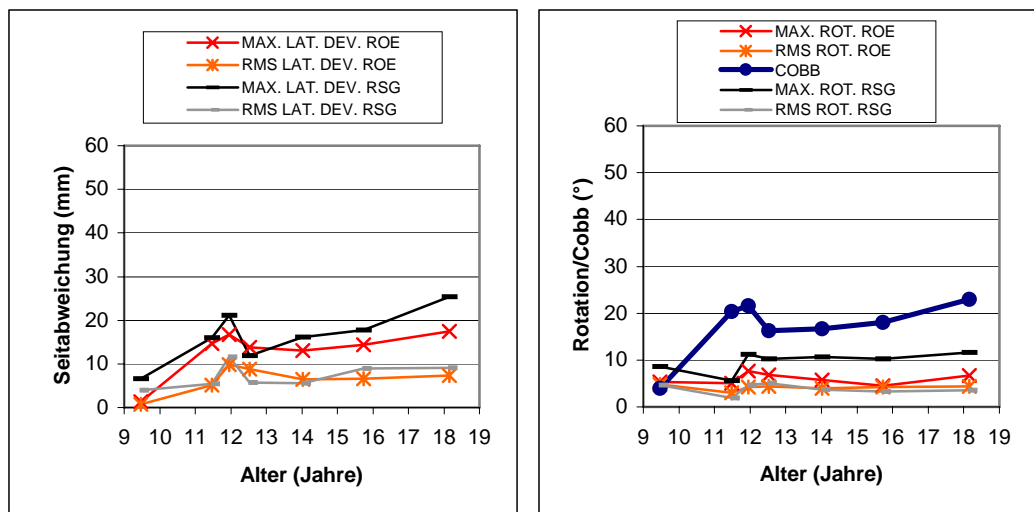 MAX. LAT. DEV. ROE
RMS LAT. DEV. ROE
MAX. LAT. DEV. RSG
RMS LAT. DEV. RSG
Seitabweichung (mm)
60
50
40
30
20
10
0
9 10 11 12 13 14 15 16 17 18 19
Alter (Jahre)
MAX. ROT. ROE
RMS ROT. ROE
COBB
MAX. ROT. RSG
RMS ROT. RSG
Rotation/Cobb (°)
60
50
40
30
20
10
0
9 10 11 12 13 14 15 16 17 18 19
Alter (Jahre)